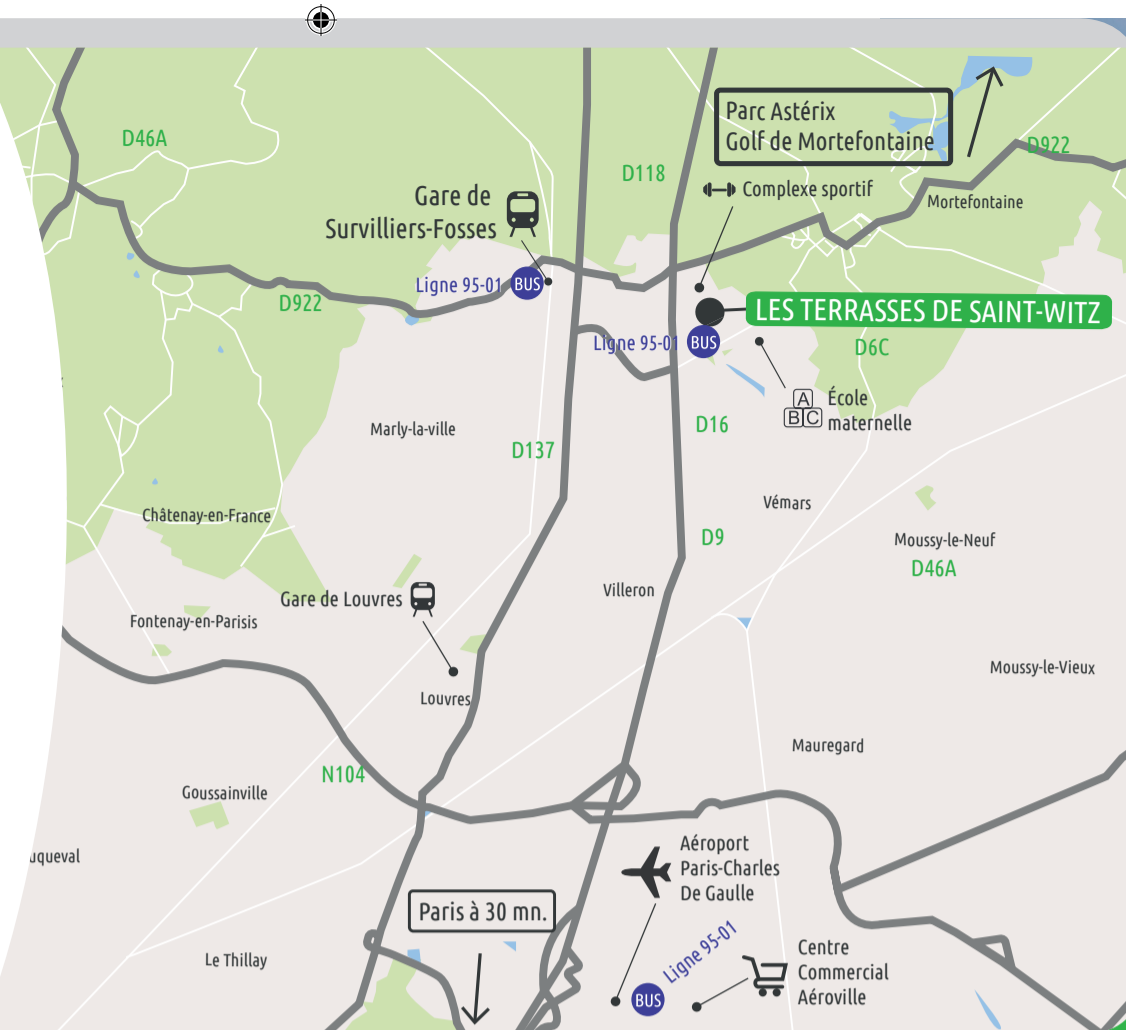 Parc Astérix
Golf de Mortefontaine
D46A
D922
D118
Complexe sportif
Gare de
Survilliers-Fosses
Mortefontaine
Ligne 95-01
BUS
D922
LES TERRASSES DE SAINT-WITZ
Ligne 95-01
BUS
D6C
A
B C
École
maternelle
Marly-la-ville
D16
D137
Vémars
Châtenay-en-France
D9
Moussy-le-Neuf
D46A
Villeron
Gare de Louvres
Fontenay-en-Parisis
Moussy-le-Vieux
Louvres
Mauregard
N104
Goussainville
uqueval
Aéroport
Paris-Charles
De Gaulle
Paris à 30 mn.
Ligne 95-01
BUS
Le Thillay
Centre
Commercial
Aéroville